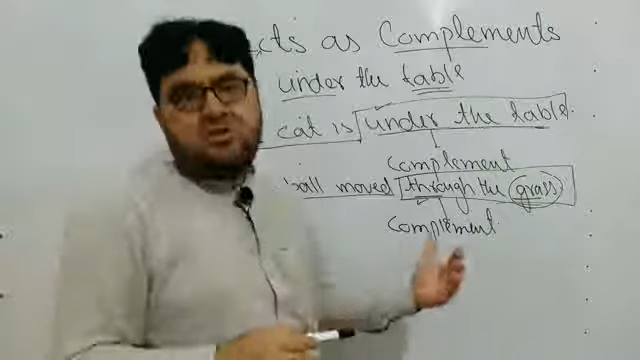 cts as Complements
under the table
cat is under the table.
complement
ball moved through the grass
complement